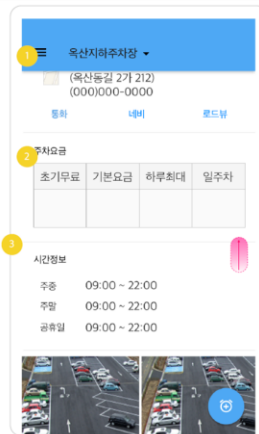 1 옥산지하주차장
(옥산동길 2가 212)
(000)000-0000
통화 네비 로드뷰
2 주차요금
초기무료 기본요금 하루최대 일주차
3
시간정보
주중 09:00 ~ 22:00
주말 09:00 ~ 22:00
공휴일 09:00 ~ 22:00